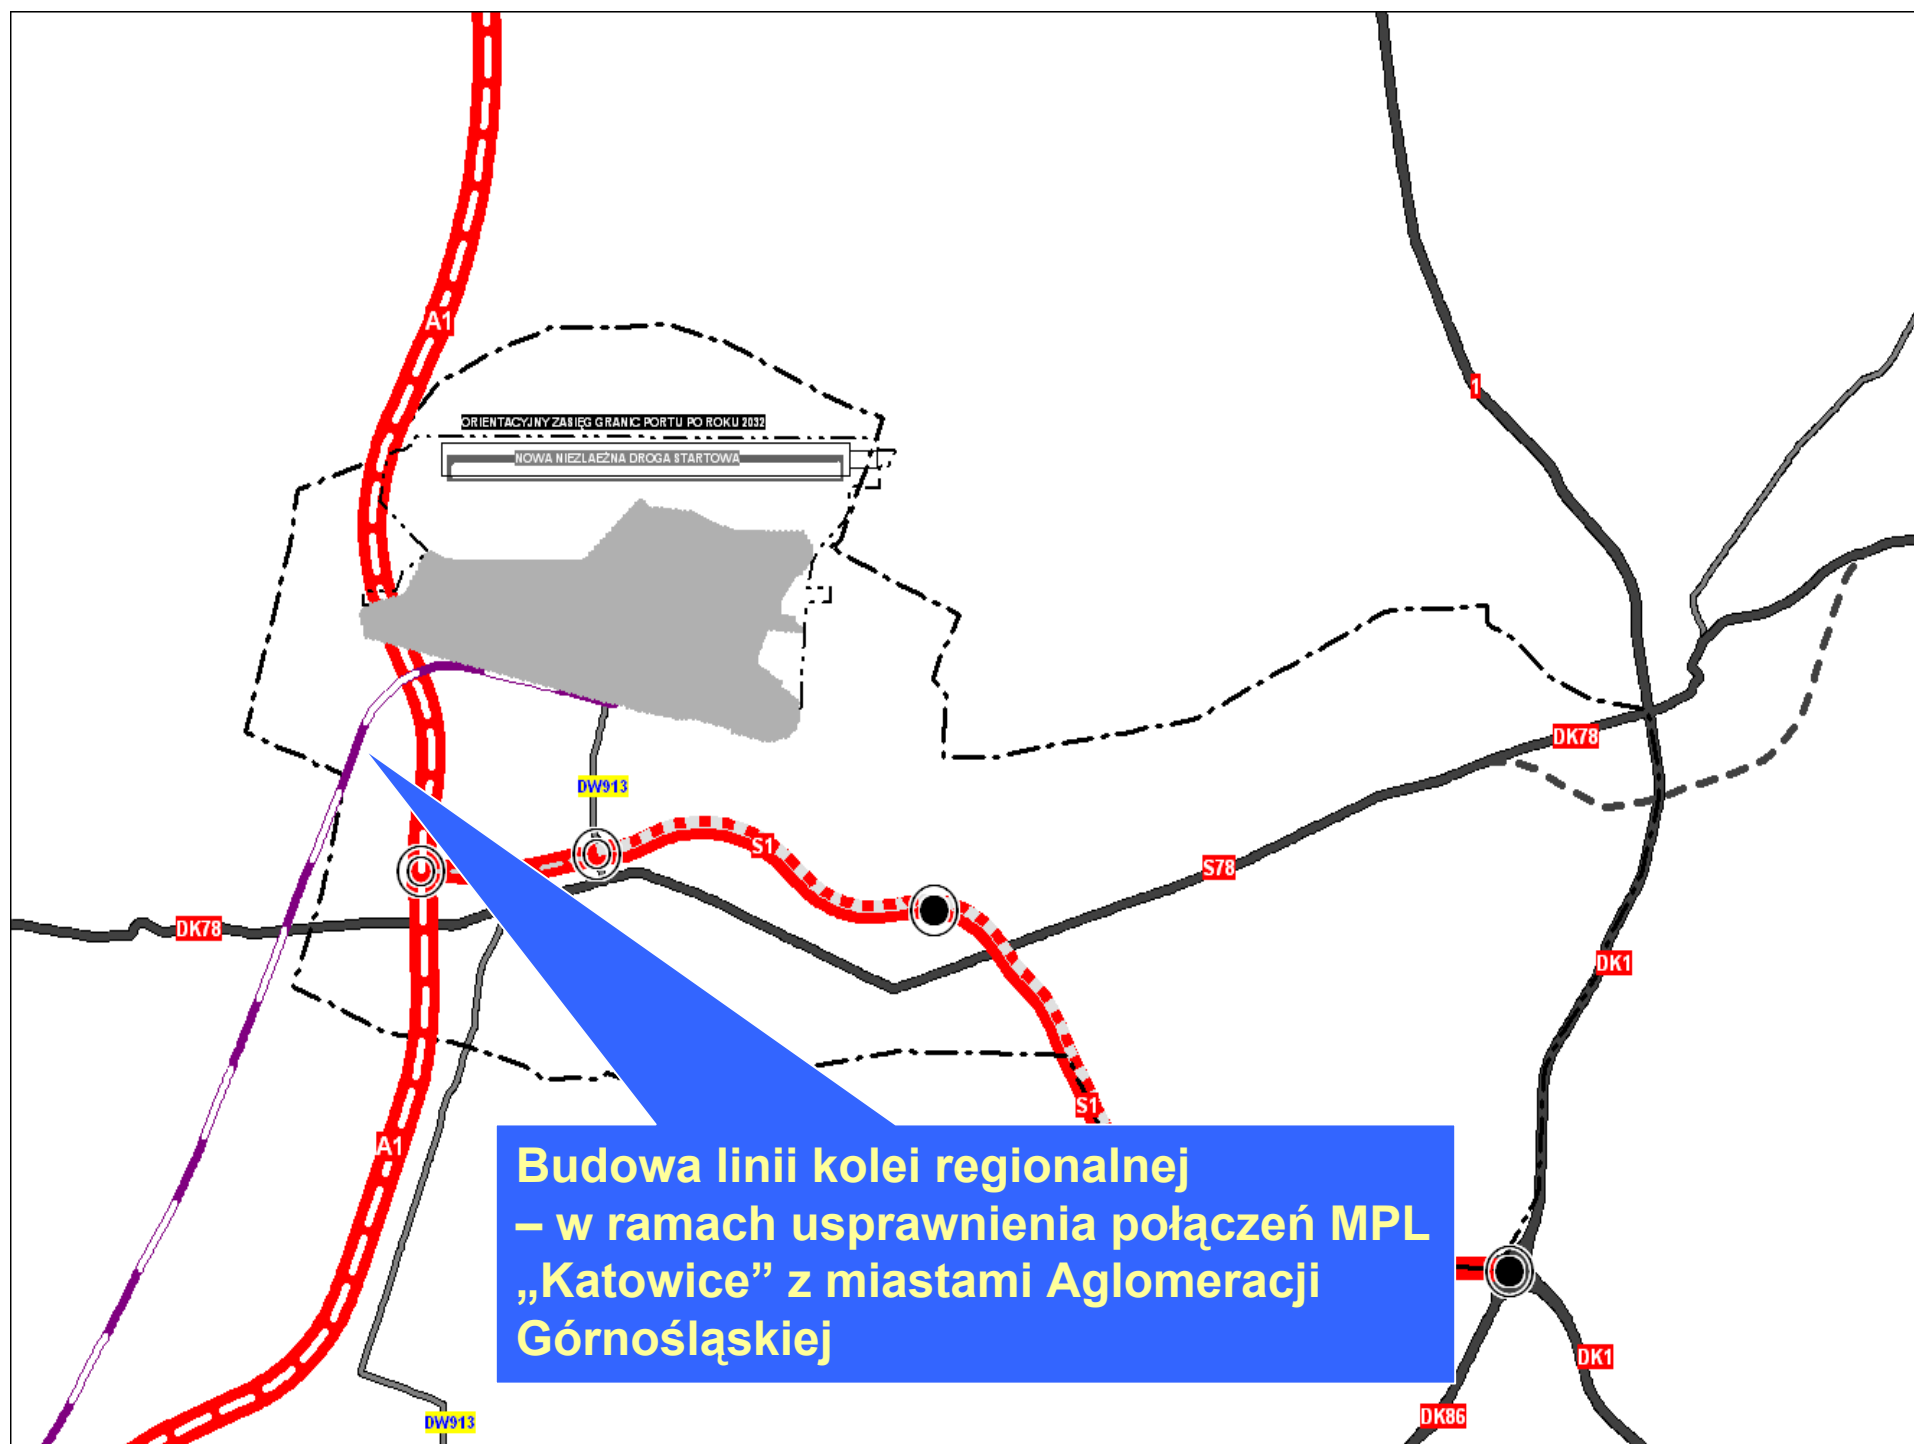 A1
1
ORIENTACYJNY ZASIĘG GRANIC PORTU PO ROKU 2032
NOWA NIEZLAEŻNA DROGA STARTOWA
DK78
DW913
S1
S78
DK78
DK1
S1
A1
Budowa linii kolei regionalnej
– w ramach usprawnienia połączeń MPL
„Katowice” z miastami Aglomeracji
Górnośląskiej
DK1
DK86
DW913